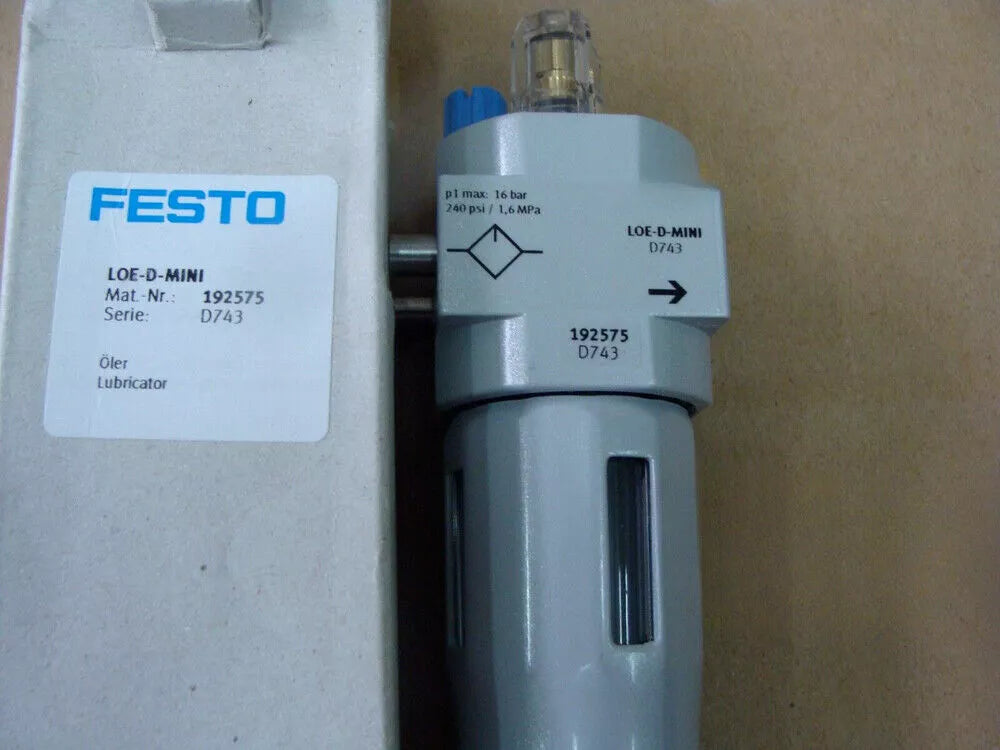 FESTO
LOE-D-MINI
Mat.-Nr.: 192575
Serie: D743
Öler
Lubricator
p1 max: 16 bar
240 psi / 1,6 MPa
LOE-D-MINI
D743
192575
D743